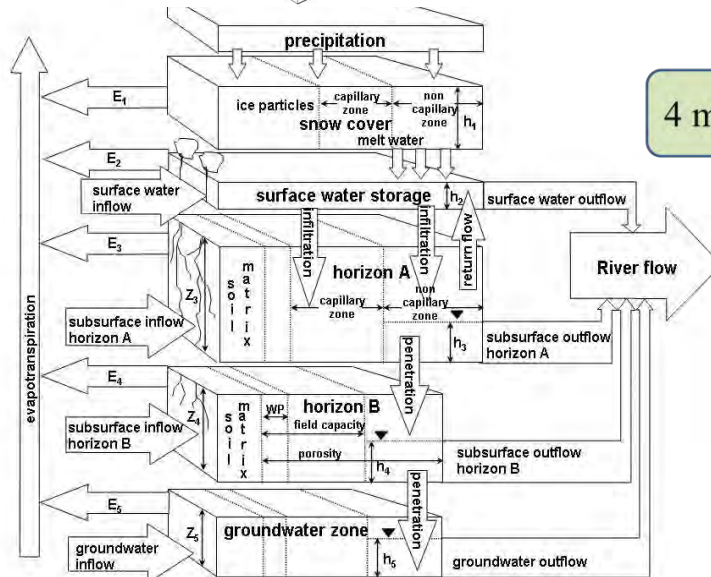 precipitation
E1
ice particles
capillary
zone
non
capillary
zone
snow cover
h1
melt water
4 m
E2
surface water
inflow
surface water storage
h2
surface water outflow
E3
infiltration
infiltration
return flow
River flow
Z3
soil
matrix
horizon A
capillary
zone
non
capillary
zone
subsurface inflow
horizon A
h3
subsurface outflow
horizon A
evapotranspiration
E4
penetration
Z4
soil
matrix
WP
horizon B
field capacity
subsurface inflow
horizon B
porosity
h4
subsurface outflow
horizon B
E5
penetration
Z5
groundwater zone
groundwater
inflow
h5
groundwater outflow